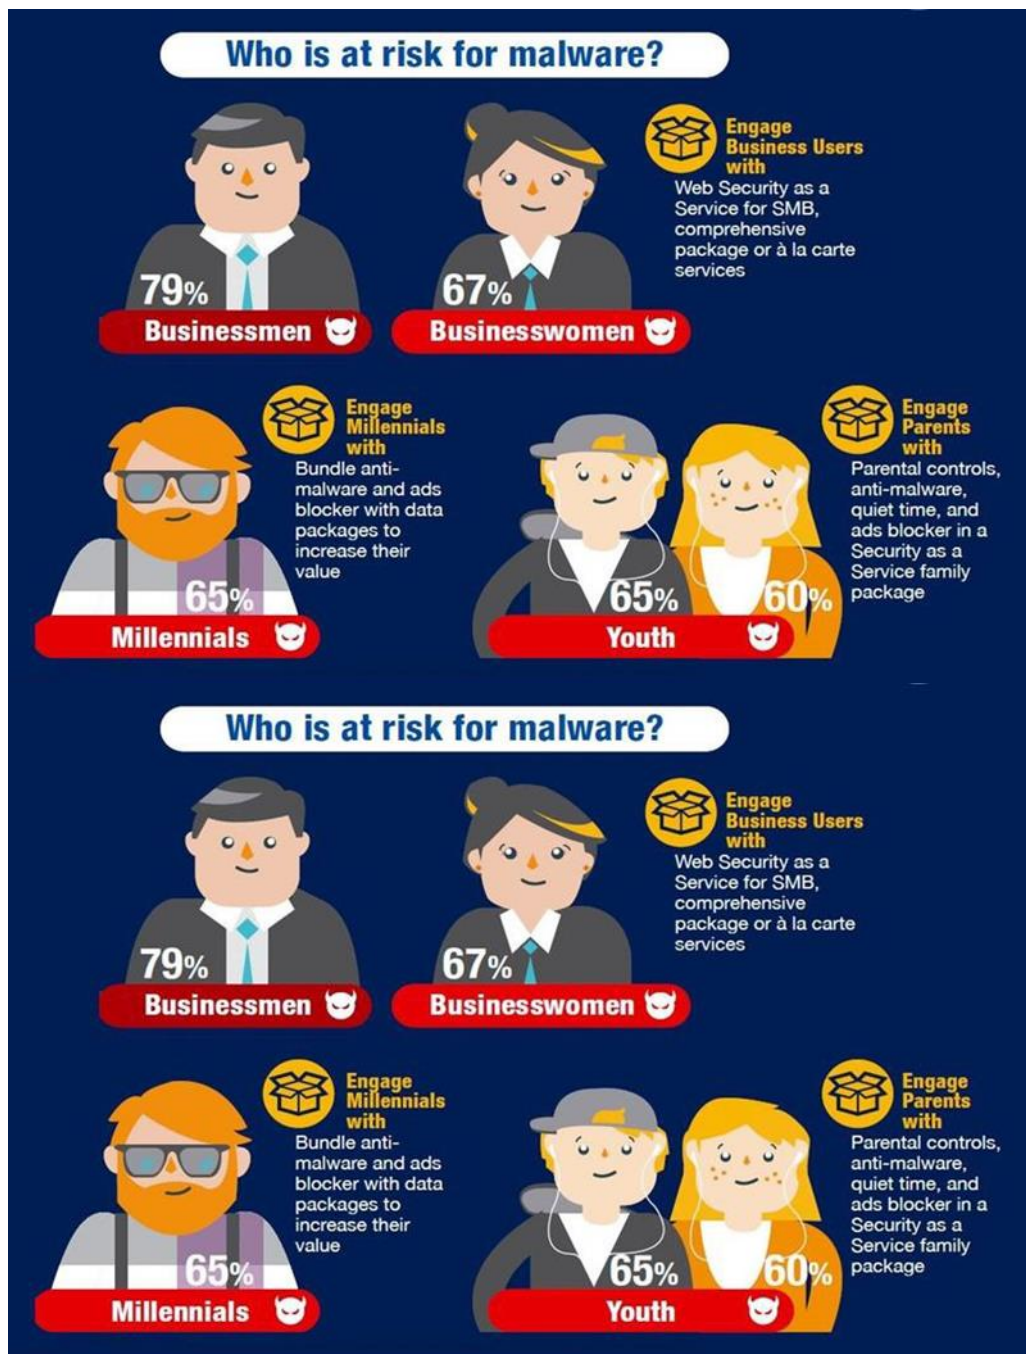 Who is at risk for malware?
Engage
Business Users
with
Web Security as a
Service for SMB,
comprehensive
package or à la carte
services
79%
67%
Businessmen
Businesswomen
Engage
Millennials
with
Bundle anti-
malware and ads
blocker with data
packages to
increase their
value
65%
Millennials
Engage
Parents
with
Parental controls,
anti-malware,
quiet time, and
ads blocker in a
Security as a
Service family
package
65%
60%
Youth
Who is at risk for malware?
Engage
Business Users
with
Web Security as a
Service for SMB,
comprehensive
package or à la carte
services
79%
67%
Businessmen
Businesswomen
Engage
Millennials
with
Bundle anti-
malware and ads
blocker with data
packages to
increase their
value
65%
Millennials
Engage
Parents
with
Parental controls,
anti-malware,
quiet time, and
ads blocker in a
Security as a
Service family
package
65%
60%
Youth